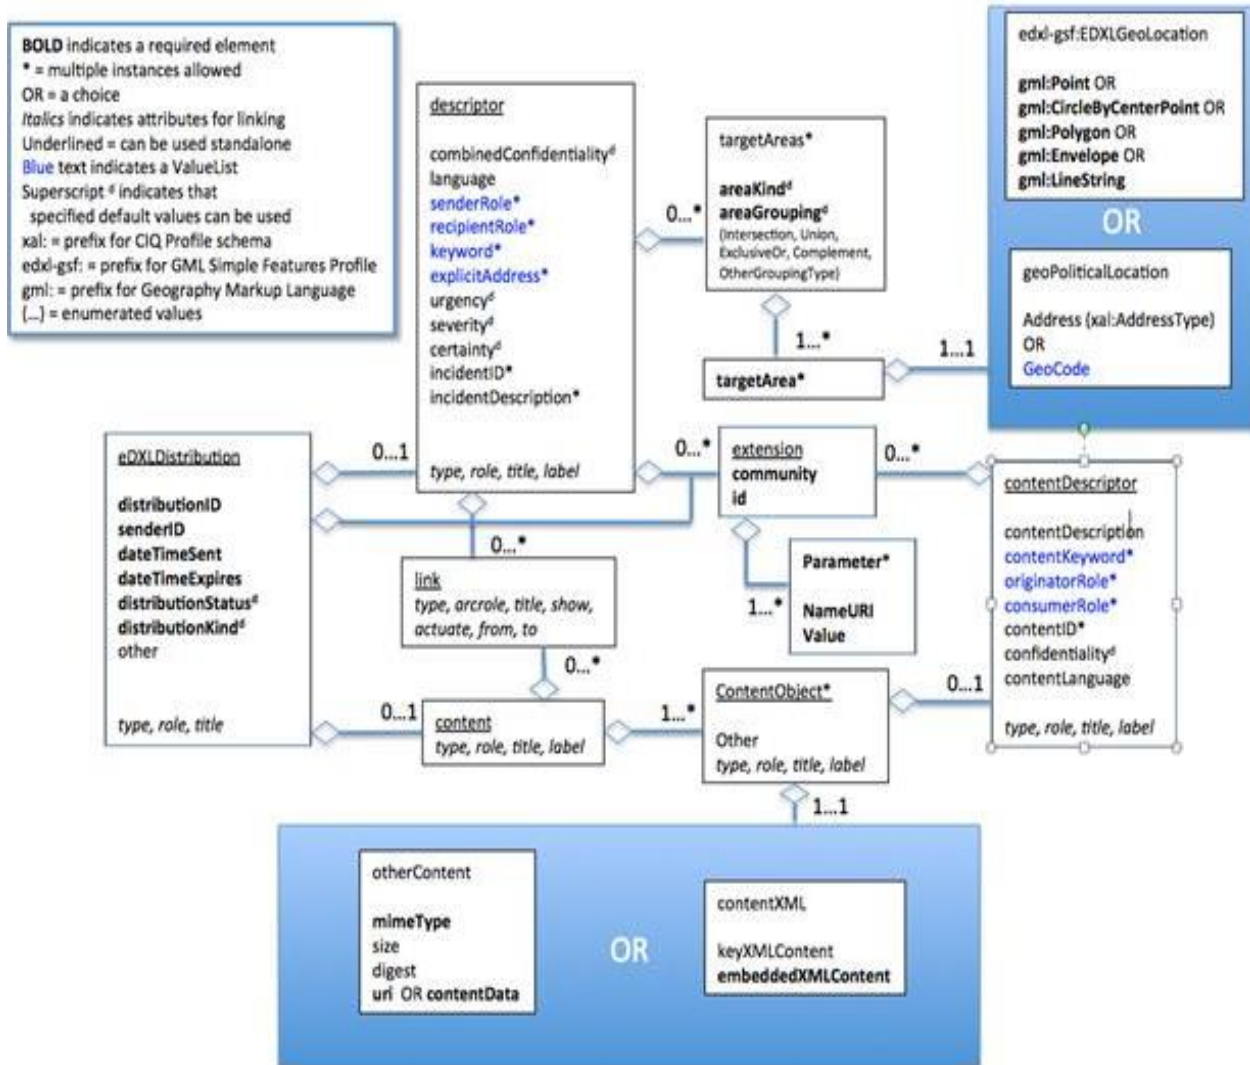 BOLD indicates a required element
* = multiple instances allowed
OR = a choice
Italics indicates attributes for linking
Underlined = can be used standalone
Blue text indicates a ValueList
Superscript ᵈ indicates that
specified default values can be used
xal: = prefix for CIQ Profile schema
edxl-gsf: = prefix for GML Simple Features Profile
gml: = prefix for Geography Markup Language
(...) = enumerated values
descriptor
combinedConfidentialityᵈ
language
senderRole*
recipientRole*
keyword*
explicitAddress*
urgencyᵈ
severityᵈ
certaintyᵈ
incidentID*
incidentDescription*
type, role, title, label
0...*
targetAreas*
areaKindᵈ
areaGroupingᵈ
(Intersection, Union,
ExclusiveOr, Complement,
OtherGroupingType)
1...*
targetArea*
1...1
edxl-gsf:EDXLGeoLocation
gml:Point OR
gml:CircleByCenterPoint OR
gml:Polygon OR
gml:Envelope OR
gml:LineString
OR
geoPoliticalLocation
Address (xal:AddressType)
OR
GeoCode
eDXLDistribution
distributionID
senderID
dateTimeSent
dateTimeExpires
distributionStatusᵈ
distributionKindᵈ
other
type, role, title
0...1
0...*
extension
community
id
0...*
contentDescriptor
contentDescription
contentKeyword*
originatorRole*
consumerRole*
contentID*
confidentialityᵈ
contentLanguage
type, role, title, label
0...*
link
type, arcrole, title, show,
actuate, from, to
0...*
1...*
Parameter*
NameURI
Value
0...1
content
type, role, title, label
1...*
ContentObject*
Other
type, role, title, label
0...1
1...1
otherContent
mimeType
size
digest
uri OR contentData
OR
contentXML
keyXMLContent
embeddedXMLContent